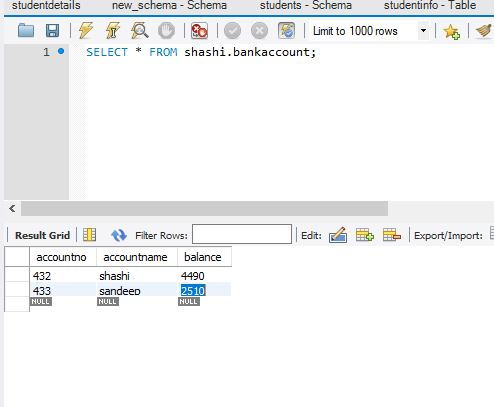 studentdetails new_schema - Schema students - Schema studentinfo - Table
Limit to 1000 rows
1 SELECT * FROM shashi.bankaccount;
Result Grid Filter Rows: Edit: Export/Import:
accountno accountname balance
432 shashi 4490
433 sandeep 2510
NULL NULL NULL